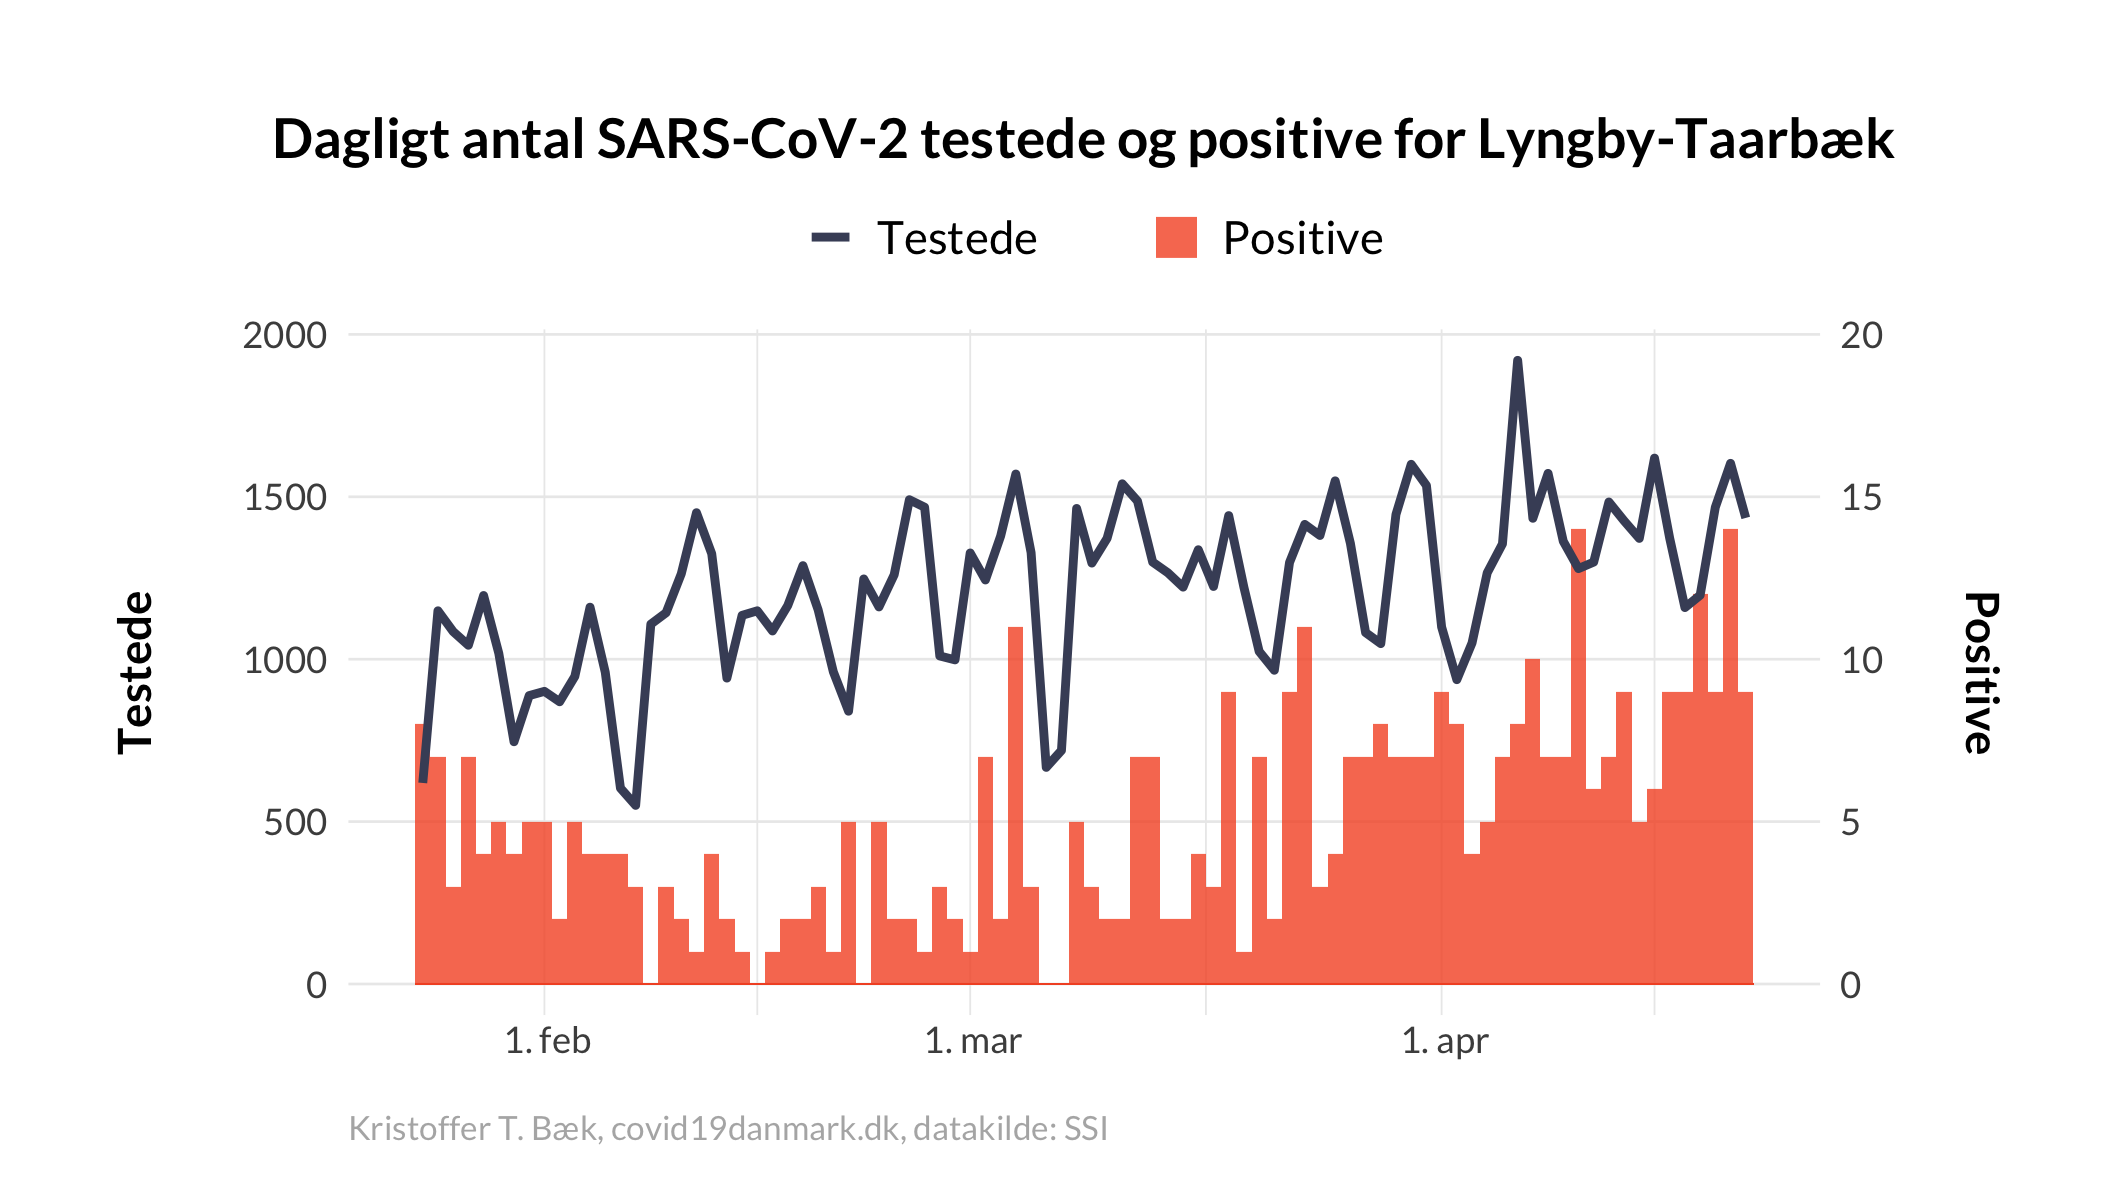 Dagligt antal SARS-CoV-2 testede og positive for Lyngby-Taarbæk
Testede Positive
2000 20
1500 15
1000 10
500 5
0 0
Testede
Positive
1. feb 1. mar 1. apr
Kristoffer T. Bæk, covid19danmark.dk, datakilde: SSI